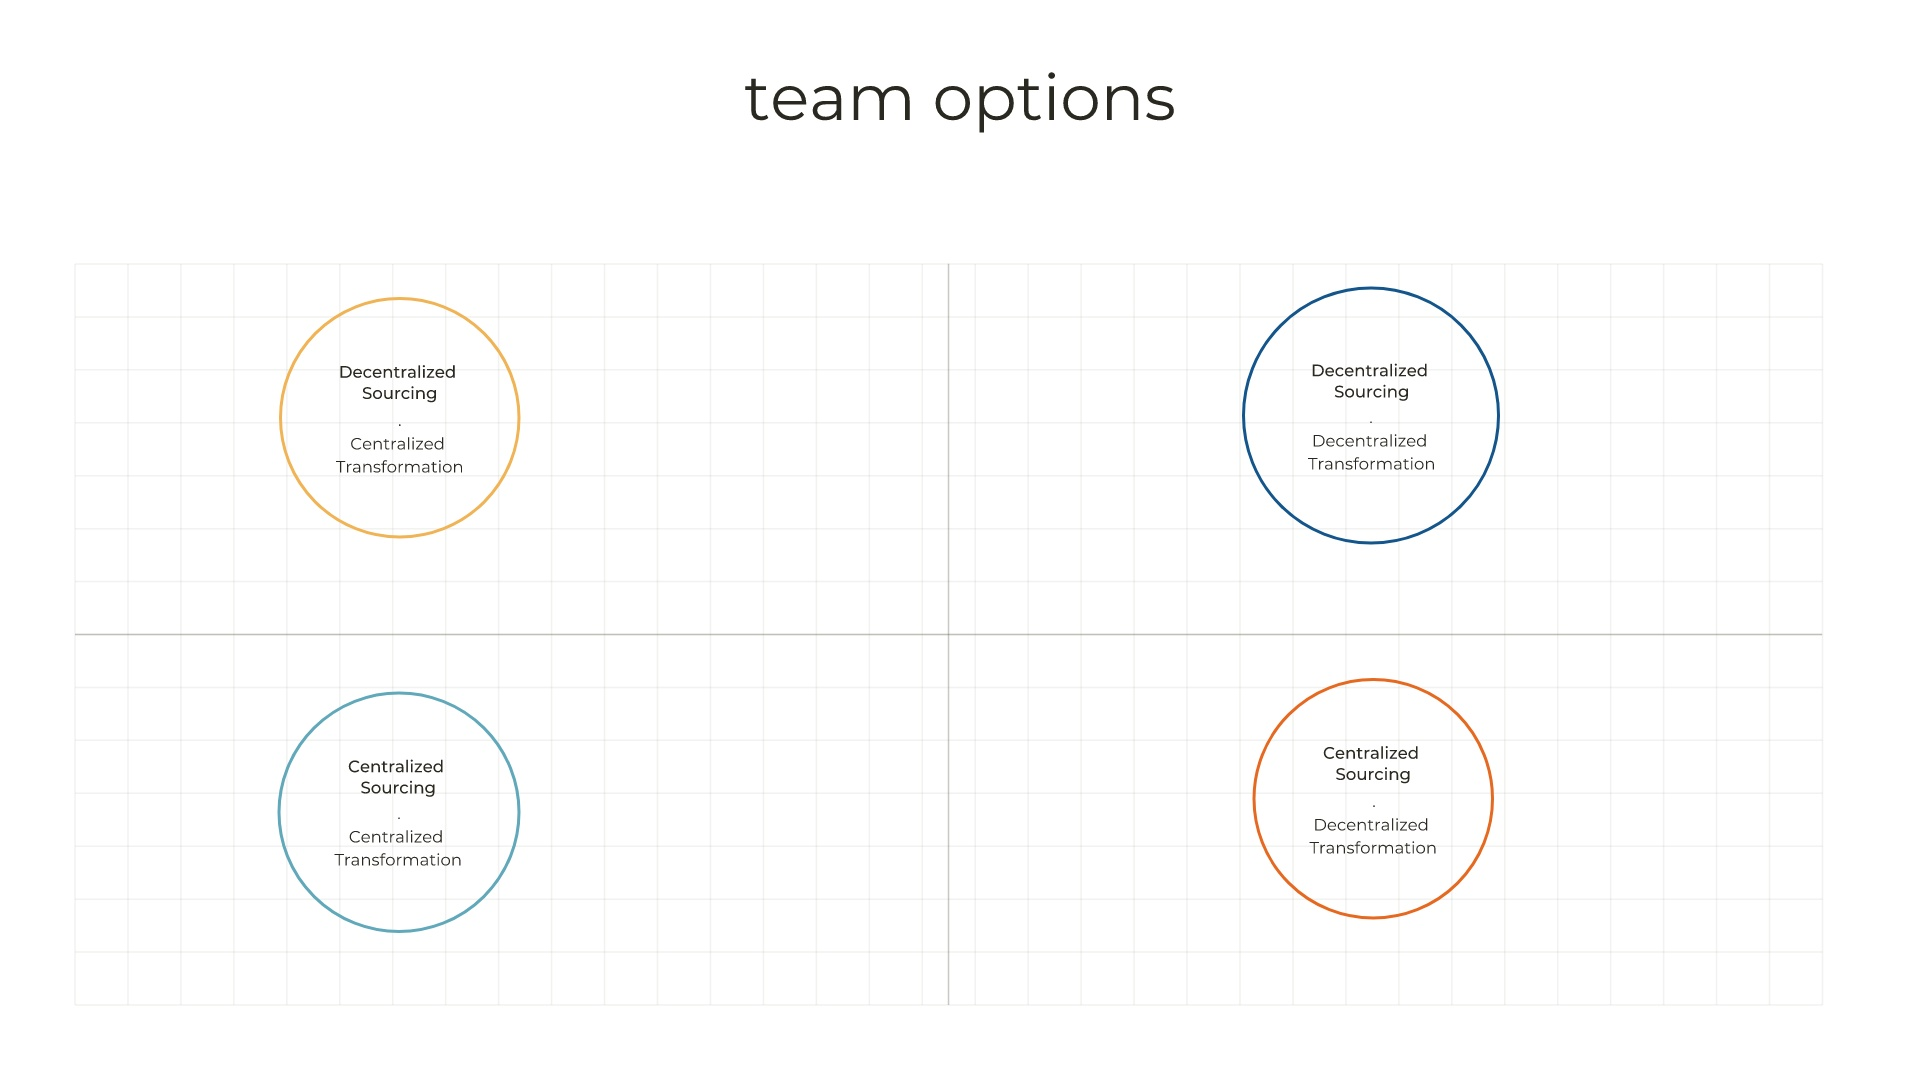 team options
Decentralized
Sourcing
.
Centralized
Transformation
Decentralized
Sourcing
.
Decentralized
Transformation
Centralized
Sourcing
.
Centralized
Transformation
Centralized
Sourcing
.
Decentralized
Transformation